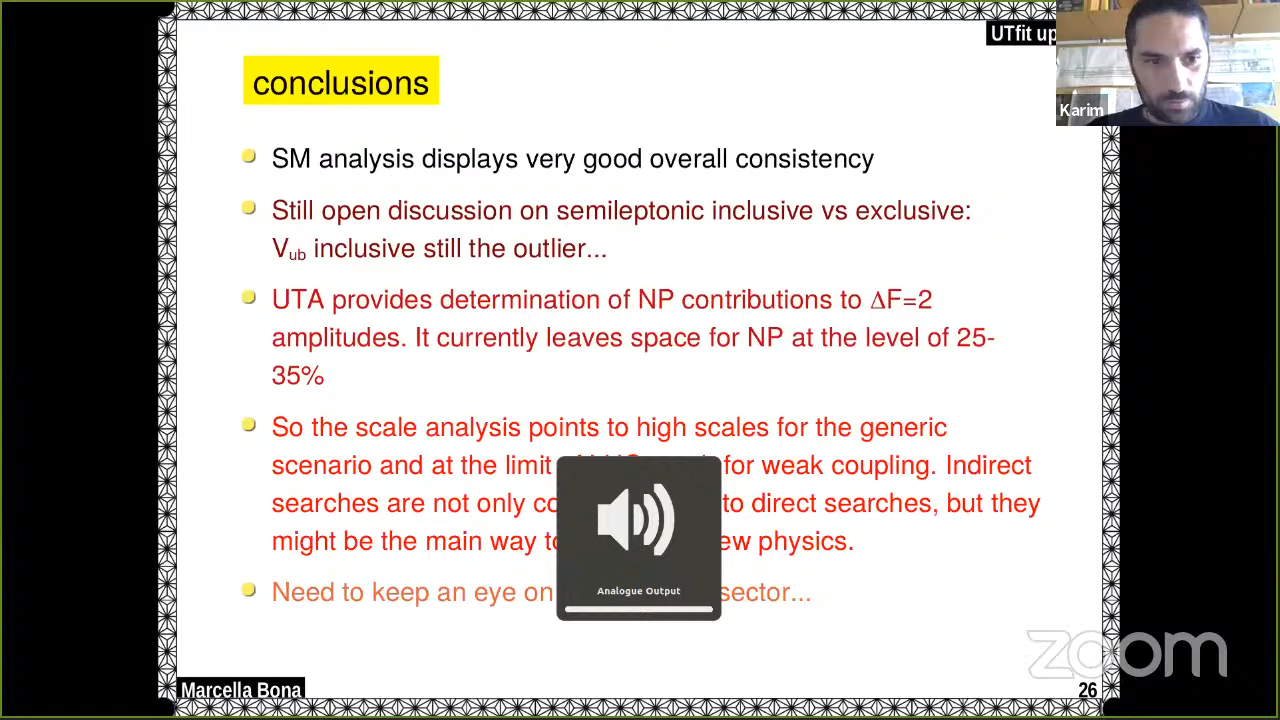 UTfit up
conclusions
Karim
SM analysis displays very good overall consistency
Still open discussion on semileptonic inclusive vs exclusive:
Vub inclusive still the outlier...
UTA provides determination of NP contributions to ΔF=2
amplitudes. It currently leaves space for NP at the level of 25-
35%
So the scale analysis points to high scales for the generic
scenario and at the limit for weak coupling. Indirect
searches are not only co to direct searches, but they
might be the main way to ew physics.
Analogue Output
Need to keep an eye on sector...
zoom
Marcella Bona
26